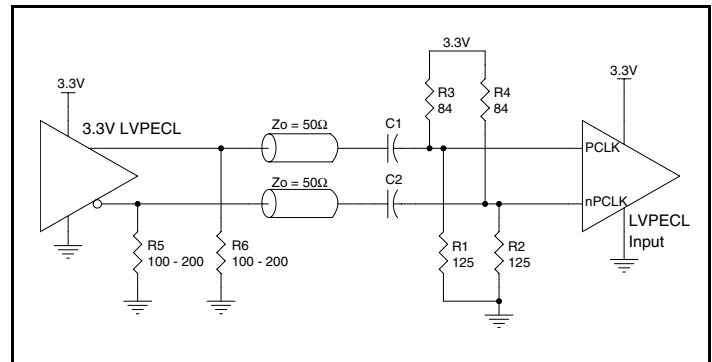 3.3V
3.3V
3.3V
3.3V LVPECL
R3
84
R4
84
Zo = 50Ω
C1
PCLK
Zo = 50Ω
C2
nPCLK
LVPECL
Input
R5
100 - 200
R6
100 - 200
R1
125
R2
125